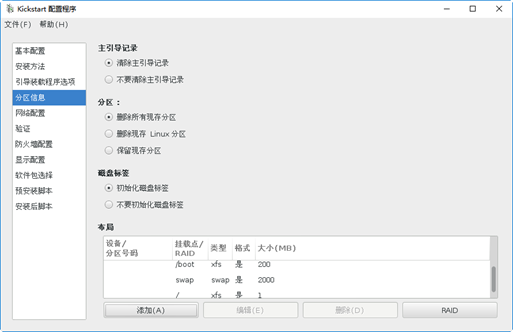 Kickstart 配置程序
文件(F) 帮助(H)
基本配置
安装方法
引导装载程序选项
分区信息
网络配置
验证
防火墙配置
显示配置
软件包选择
预安装脚本
安装后脚本
主引导记录
清除主引导记录
不要清除主引导记录
分区：
删除所有现存分区
删除现存 Linux 分区
保留现存分区
磁盘标签
初始化磁盘标签
不要初始化磁盘标签
布局
设备/ 挂载点/ 类型 格式 大小(MB)
分区号码 RAID
/boot xfs 是 200
swap swap 是 2000
/ xfs 是 1
添加(A) 编辑(E) 删除(D) RAID